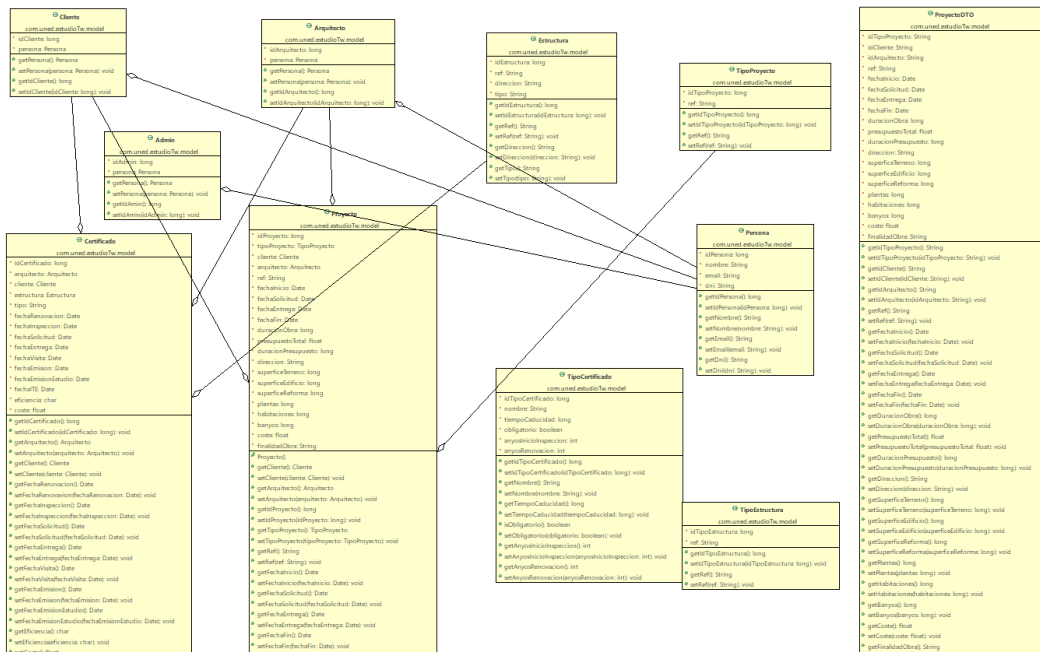 Cliente
com.uned.estudioTw.model
idCliente: long
persona: Persona
getPersona(): Persona
setPersona(persona: Persona): void
getIdCliente(): long
setIdCliente(idCliente: long): void
Arquitecto
com.uned.estudioTw.model
idArquitecto: long
persona: Persona
getPersona(): Persona
setPersona(persona: Persona): void
getIdArquitecto(): long
setIdArquitecto(idArquitecto: long): void
Estructura
com.uned.estudioTw.model
idEstructura: long
ref: String
direccion: String
tipo: String
getIdEstructura(): long
setIdEstructura(idEstructura: long): void
getRef(): String
setRef(ref: String): void
getDireccion(): String
setDireccion(direccion: String): void
getTipo(): String
setTipo(tipo: String): void
TipoProyecto
com.uned.estudioTw.model
idTipoProyecto: long
ref: String
getIdTipoProyecto(): long
setIdTipoProyecto(idTipoProyecto: long): void
getRef(): String
setRef(ref: String): void
Admin
com.uned.estudioTw.model
idAdmin: long
persona: Persona
getPersona(): Persona
setPersona(persona: Persona): void
getIdAmin(): long
setIdAmin(idAdmin: long): void
Certificado
com.uned.estudioTw.model
idCertificado: long
arquitecto: Arquitecto
cliente: Cliente
estructura: Estructura
tipo: String
fechaRenovacion: Date
fechaInspeccion: Date
fechaSolicitud: Date
fechaEntrega: Date
fechaVisita: Date
fechaEmision: Date
fechaEmisionEstudio: Date
fechaITE: Date
eficiencia: char
coste: float
getIdCertificado(): long
setIdCertificado(idCertificado: long): void
getArquitecto(): Arquitecto
setArquitecto(arquitecto: Arquitecto): void
getCliente(): Cliente
setCliente(cliente: Cliente): void
getFechaRenovacion(): Date
setFechaRenovacion(fechaRenovacion: Date): void
getFechaInspeccion(): Date
setFechaInspeccion(fechaInspeccion: Date): void
getFechaSolicitud(): Date
setFechaSolicitud(fechaSolicitud: Date): void
getFechaEntrega(): Date
setFechaEntrega(fechaEntrega: Date): void
getFechaVisita(): Date
setFechaVisita(fechaVisita: Date): void
getFechaEmision(): Date
setFechaEmision(fechaEmision: Date): void
getFechaEmisionEstudio(): Date
setFechaEmisionEstudio(fechaEmisionEstudio: Date): void
getEficiencia(): char
setEficiencia(eficiencia: char): void
Proyecto
com.uned.estudioTw.model
idProyecto: long
tipoProyecto: TipoProyecto
cliente: Cliente
arquitecto: Arquitecto
ref: String
fechaInicio: Date
fechaSolicitud: Date
fechaEntrega: Date
fechaFin: Date
duracionObra: long
presupuestoTotal: float
duracionPresupuesto: long
direccion: String
superficeTerreno: long
superficeEdificio: long
superficeReforma: long
plantas: long
habitaciones: long
banyos: long
coste: float
finalidadObra: String
Proyecto()
getCliente(): Cliente
setCliente(cliente: Cliente): void
getArquitecto(): Arquitecto
setArquitecto(arquitecto: Arquitecto): void
getIdProyecto(): long
setIdProyecto(idProyecto: long): void
getTipoProyecto(): TipoProyecto
setTipoProyecto(tipoProyecto: TipoProyecto): void
getRef(): String
setRef(ref: String): void
getFechaInicio(): Date
setFechaInicio(fechaInicio: Date): void
getFechaSolicitud(): Date
setFechaSolicitud(fechaSolicitud: Date): void
getFechaEntrega(): Date
setFechaEntrega(fechaEntrega: Date): void
getFechaFin(): Date
setFechaFin(fechaFin: Date): void
Persona
com.uned.estudioTw.model
idPersona: long
nombre: String
email: String
dni: String
getIdPersona(): long
setIdPersona(idPersona: long): void
getNombre(): String
setNombre(nombre: String): void
getEmail(): String
setEmail(email: String): void
getDni(): String
setDni(dni: String): void
TipoCertificado
com.uned.estudioTw.model
idTipoCertificado: long
nombre: String
tiempoCaducidad: long
obligatorio: boolean
anyosInicioInspeccion: int
anyosRenovacion: int
getIdTipoCertificado(): long
setIdTipoCertificado(idTipoCertificado: long): void
getNombre(): String
setNombre(nombre: String): void
getTiempoCaducidad(): long
setTiempoCaducidad(tiempoCaducidad: long): void
isObligatorio(): boolean
setObligatorio(obligatorio: boolean): void
getAnyosInicioInspeccion(): int
setAnyosInicioInspeccion(anyosInicioInspeccion: int): void
getAnyosRenovacion(): int
setAnyosRenovacion(anyosRenovacion: int): void
TipoEstructura
com.uned.estudioTw.model
idTipoEstructura: long
ref: String
getIdTipoEstructura(): long
setIdTipoEstructura(idTipoEstructura: long): void
getRef(): String
setRef(ref: String): void
ProyectoDTO
com.uned.estudioTw.model
idTipoProyecto: String
idCliente: String
idArquitecto: String
ref: String
fechaInicio: Date
fechaSolicitud: Date
fechaEntrega: Date
fechaFin: Date
duracionObra: long
presupuestoTotal: float
duracionPresupuesto: long
direccion: String
superficeTerreno: long
superficeEdificio: long
superficeReforma: long
plantas: long
habitaciones: long
banyos: long
coste: float
finalidadObra: String
getIdTipoProyecto(): String
setIdTipoProyecto(idTipoProyecto: String): void
getIdCliente(): String
setIdCliente(idCliente: String): void
getIdArquitecto(): String
setIdArquitecto(idArquitecto: String): void
getRef(): String
setRef(ref: String): void
getFechaInicio(): Date
setFechaInicio(fechaInicio: Date): void
getFechaSolicitud(): Date
setFechaSolicitud(fechaSolicitud: Date): void
getFechaEntrega(): Date
setFechaEntrega(fechaEntrega: Date): void
getFechaFin(): Date
setFechaFin(fechaFin: Date): void
getDuracionObra(): long
setDuracionObra(duracionObra: long): void
getPresupuestoTotal(): float
setPresupuestoTotal(presupuestoTotal: float): void
getDuracionPresupuesto(): long
setDuracionPresupuesto(duracionPresupuesto: long): void
getDireccion(): String
setDireccion(direccion: String): void
getSuperficeTerreno(): long
setSuperficeTerreno(superficeTerreno: long): void
getSuperficeEdificio(): long
setSuperficeEdificio(superficeEdificio: long): void
getSuperficeReforma(): long
setSuperficeReforma(superficeReforma: long): void
getPlantas(): long
setPlantas(plantas: long): void
getHabitaciones(): long
setHabitaciones(habitaciones: long): void
getBanyos(): long
setBanyos(banyos: long): void
getCoste(): float
setCoste(coste: float): void
getFinalidadObra(): String